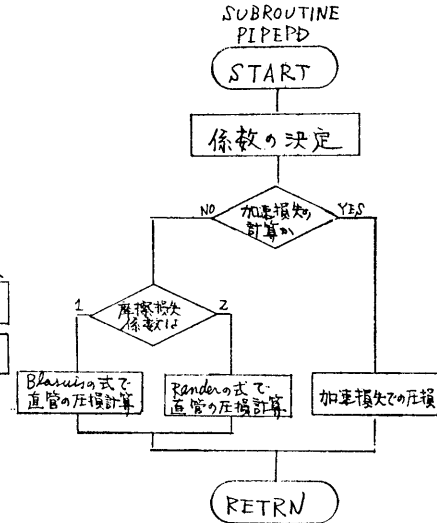 SUBROUTINE
PIPEPD
START
係数の決定
加速損失の
計算か
NO
YES
摩擦損失
係数は
1
2
Blasuisの式で
直管の圧損計算
Randerの式で
直管の圧損計算
加速損失での圧損
RETRN